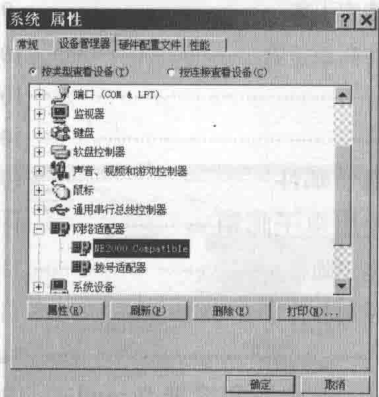 系统 属性
常规 设备管理器 硬件配置文件 性能
按类型查看设备(T) 按连接查看设备(C)
端口 (COM & LPT)
监视器
键盘
软盘控制器
声音、视频和游戏控制器
鼠标
通用串行总线控制器
网络适配器
NE2000 Compatible
拨号适配器
系统设备
属性(R) 刷新(F) 删除(E) 打印(N)...
确定 取消